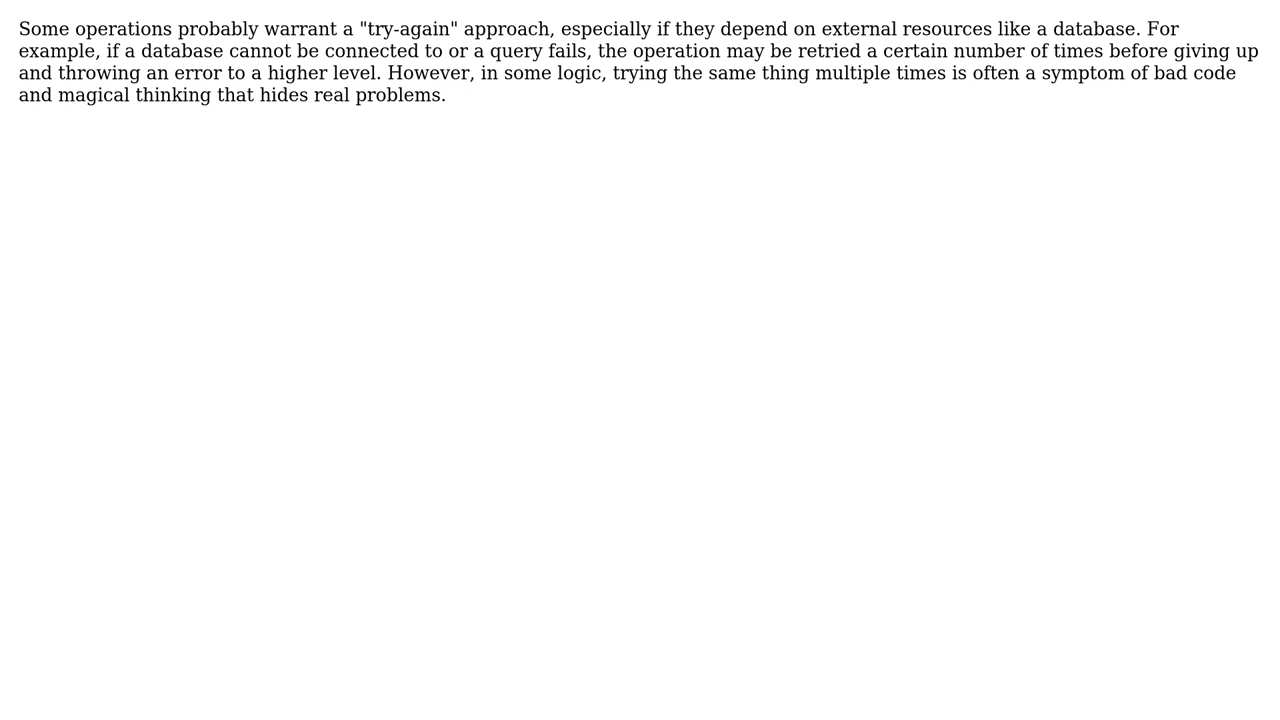 Some operations probably warrant a "try-again" approach, especially if they depend on external resources like a database. For
example, if a database cannot be connected to or a query fails, the operation may be retried a certain number of times before giving up
and throwing an error to a higher level. However, in some logic, trying the same thing multiple times is often a symptom of bad code
and magical thinking that hides real problems.